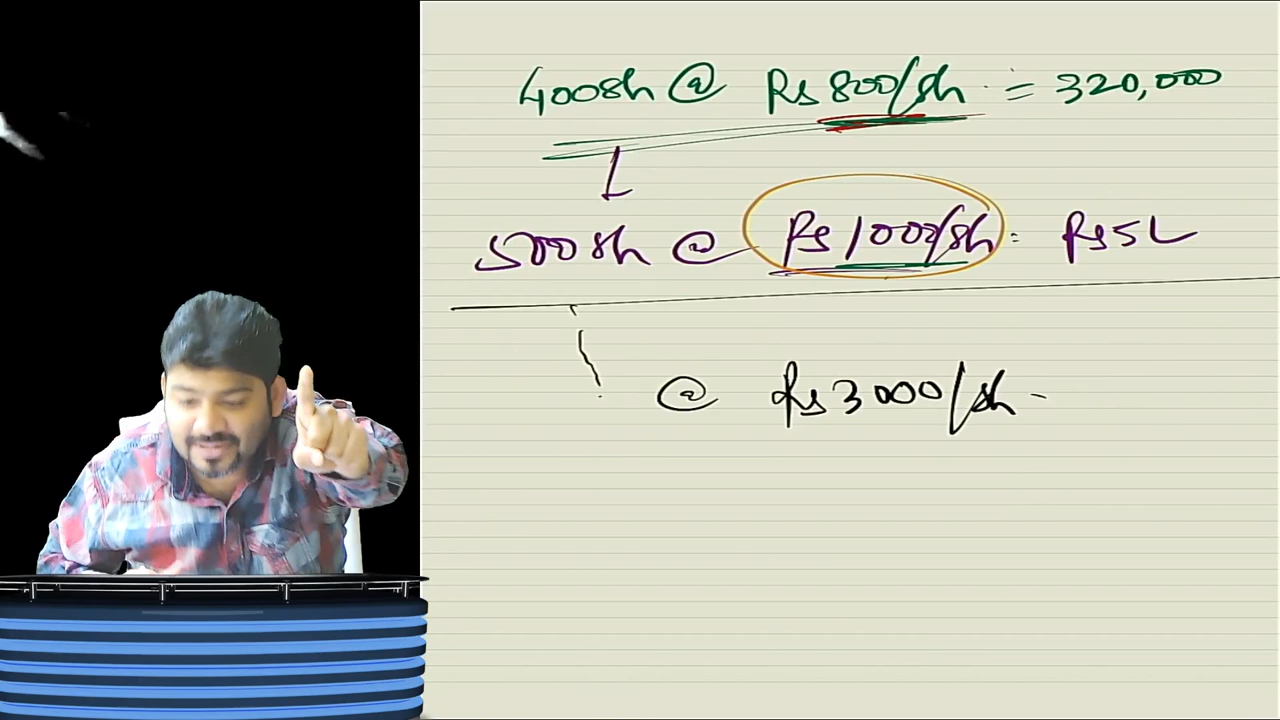 400sh @ Rs 800/sh = 320,000
500sh @ Rs 1000/sh = Rs 5L
@ Rs 3000/sh